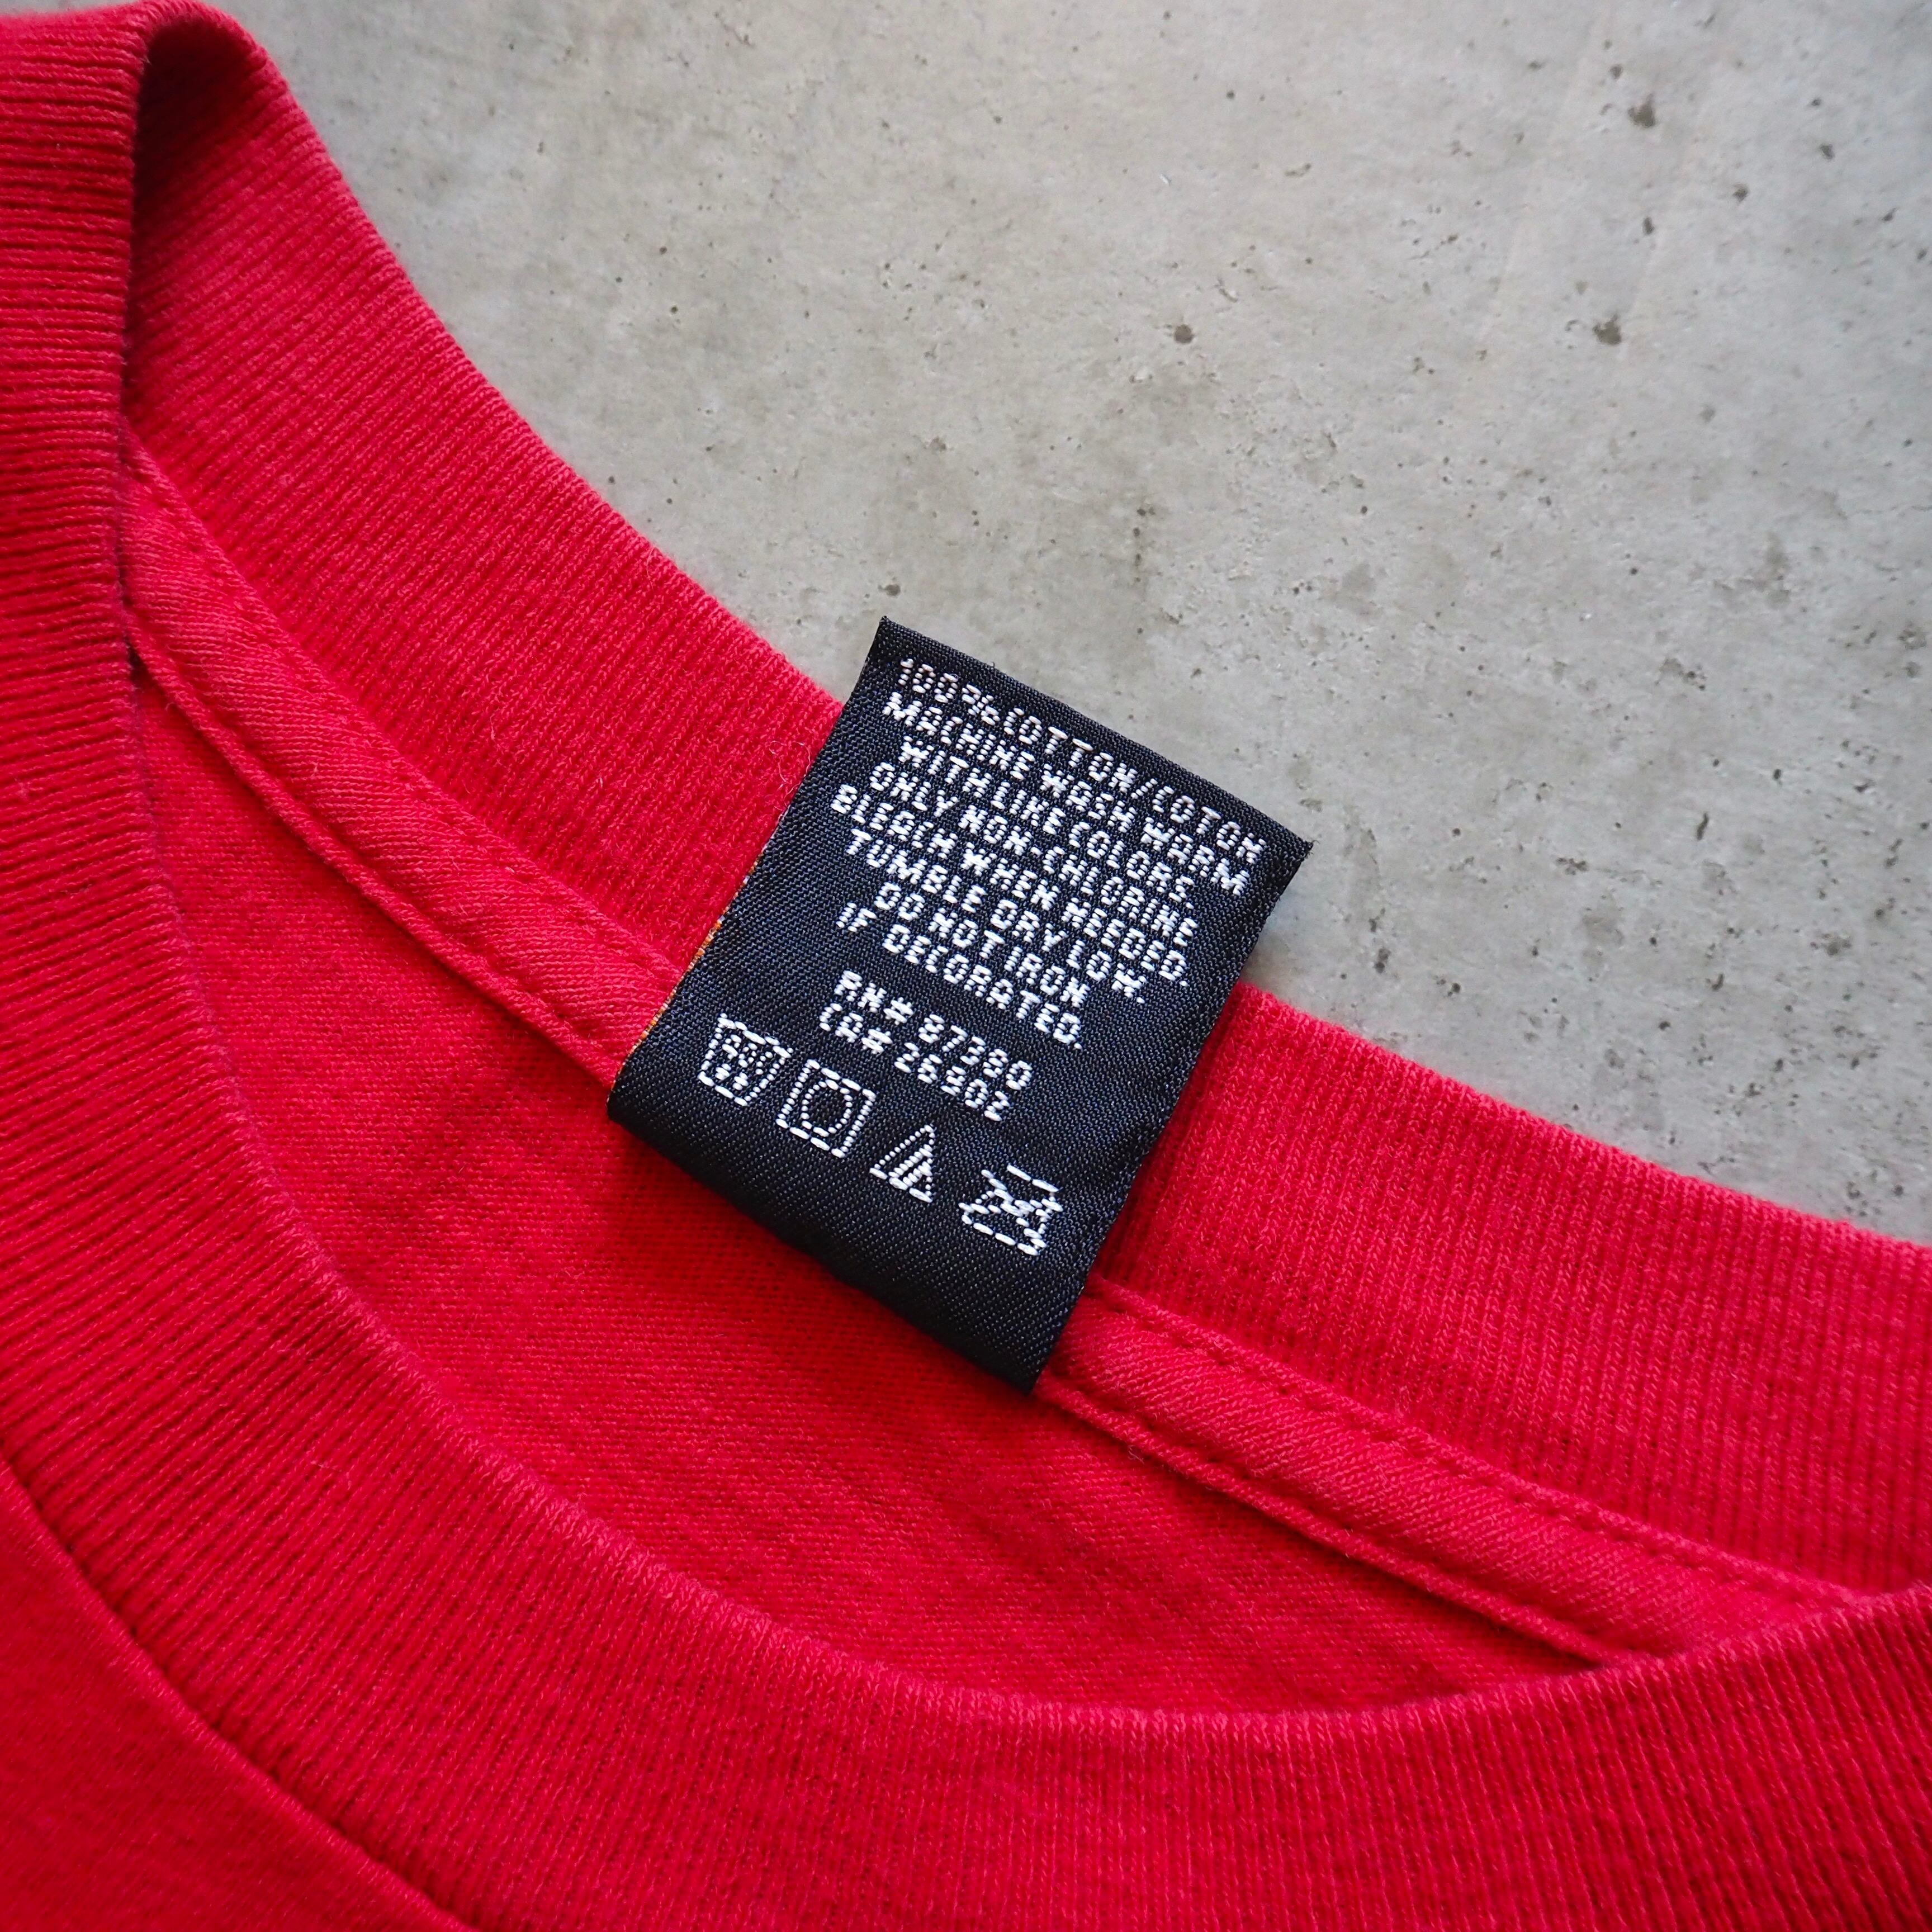 100% COTTON/COTON
MACHINE WASH WARM
WITH LIKE COLORS.
ONLY NON-CHLORINE
BLEACH WHEN NEEDED.
TUMBLE DRY LOW.
DO NOT IRON
IF DECORATED.
RN# 87380
CA# 26302